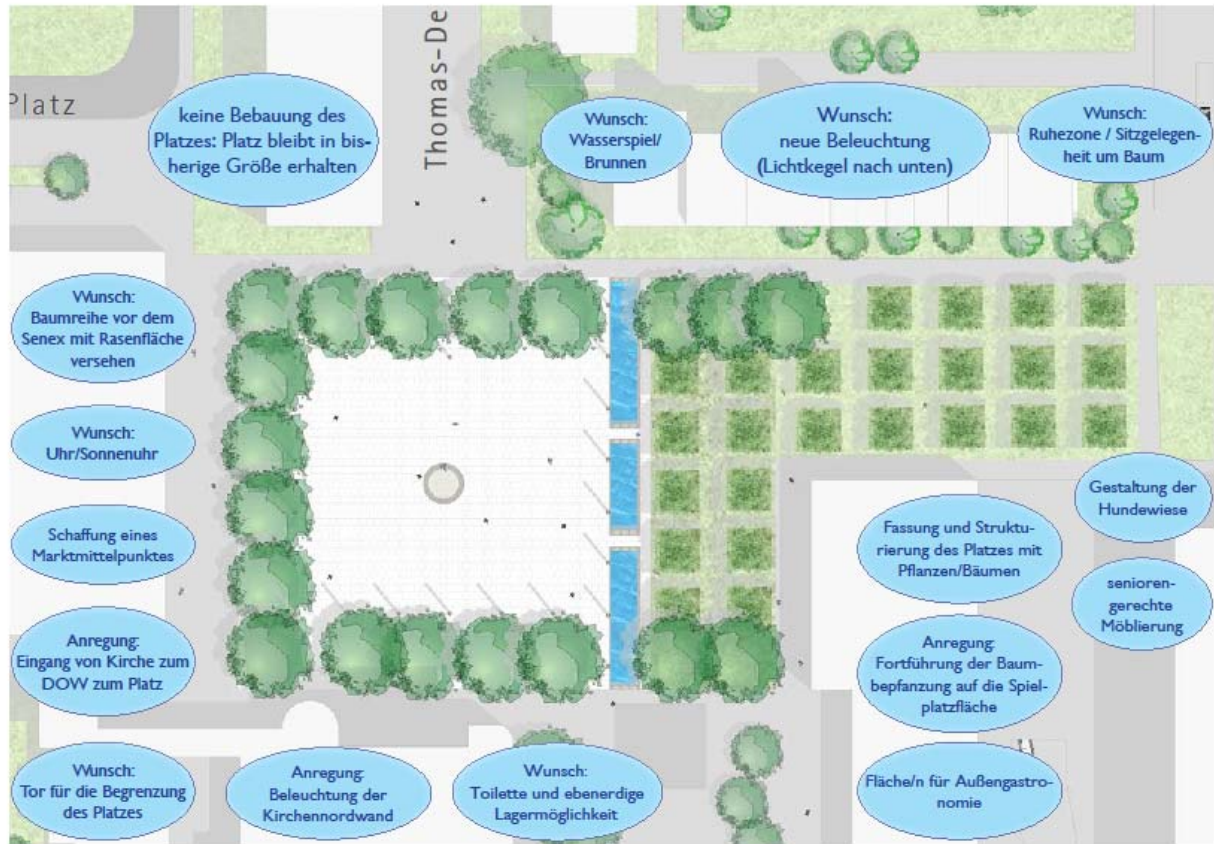 Platz
keine Bebauung des
Platzes: Platz bleibt in bis-
herige Größe erhalten
Thomas-De
Wunsch:
Wasserspiel/
Brunnen
Wunsch:
neue Beleuchtung
(Lichtkegel nach unten)
Wunsch:
Ruhezone / Sitzgelegen-
heit um Baum
Wunsch:
Baumreihe vor dem
Senex mit Rasenfläche
versehen
Wunsch:
Uhr/Sonnenuhr
Schaffung eines
Marktmittelpunktes
Anregung:
Eingang von Kirche zum
DOW zum Platz
Wunsch:
Tor für die Begrenzung
des Platzes
Anregung:
Beleuchtung der
Kirchennordwand
Wunsch:
Toilette und ebenerdige
Lagermöglichkeit
Gestaltung der
Hundewiese
Fassung und Struktu-
rierung des Platzes mit
Pflanzen/Bäumen
senioren-
gerechte
Möblierung
Anregung:
Fortführung der Baum-
bepfanzung auf die Spiel-
platzfläche
Fläche/n für Außengastro-
nomie